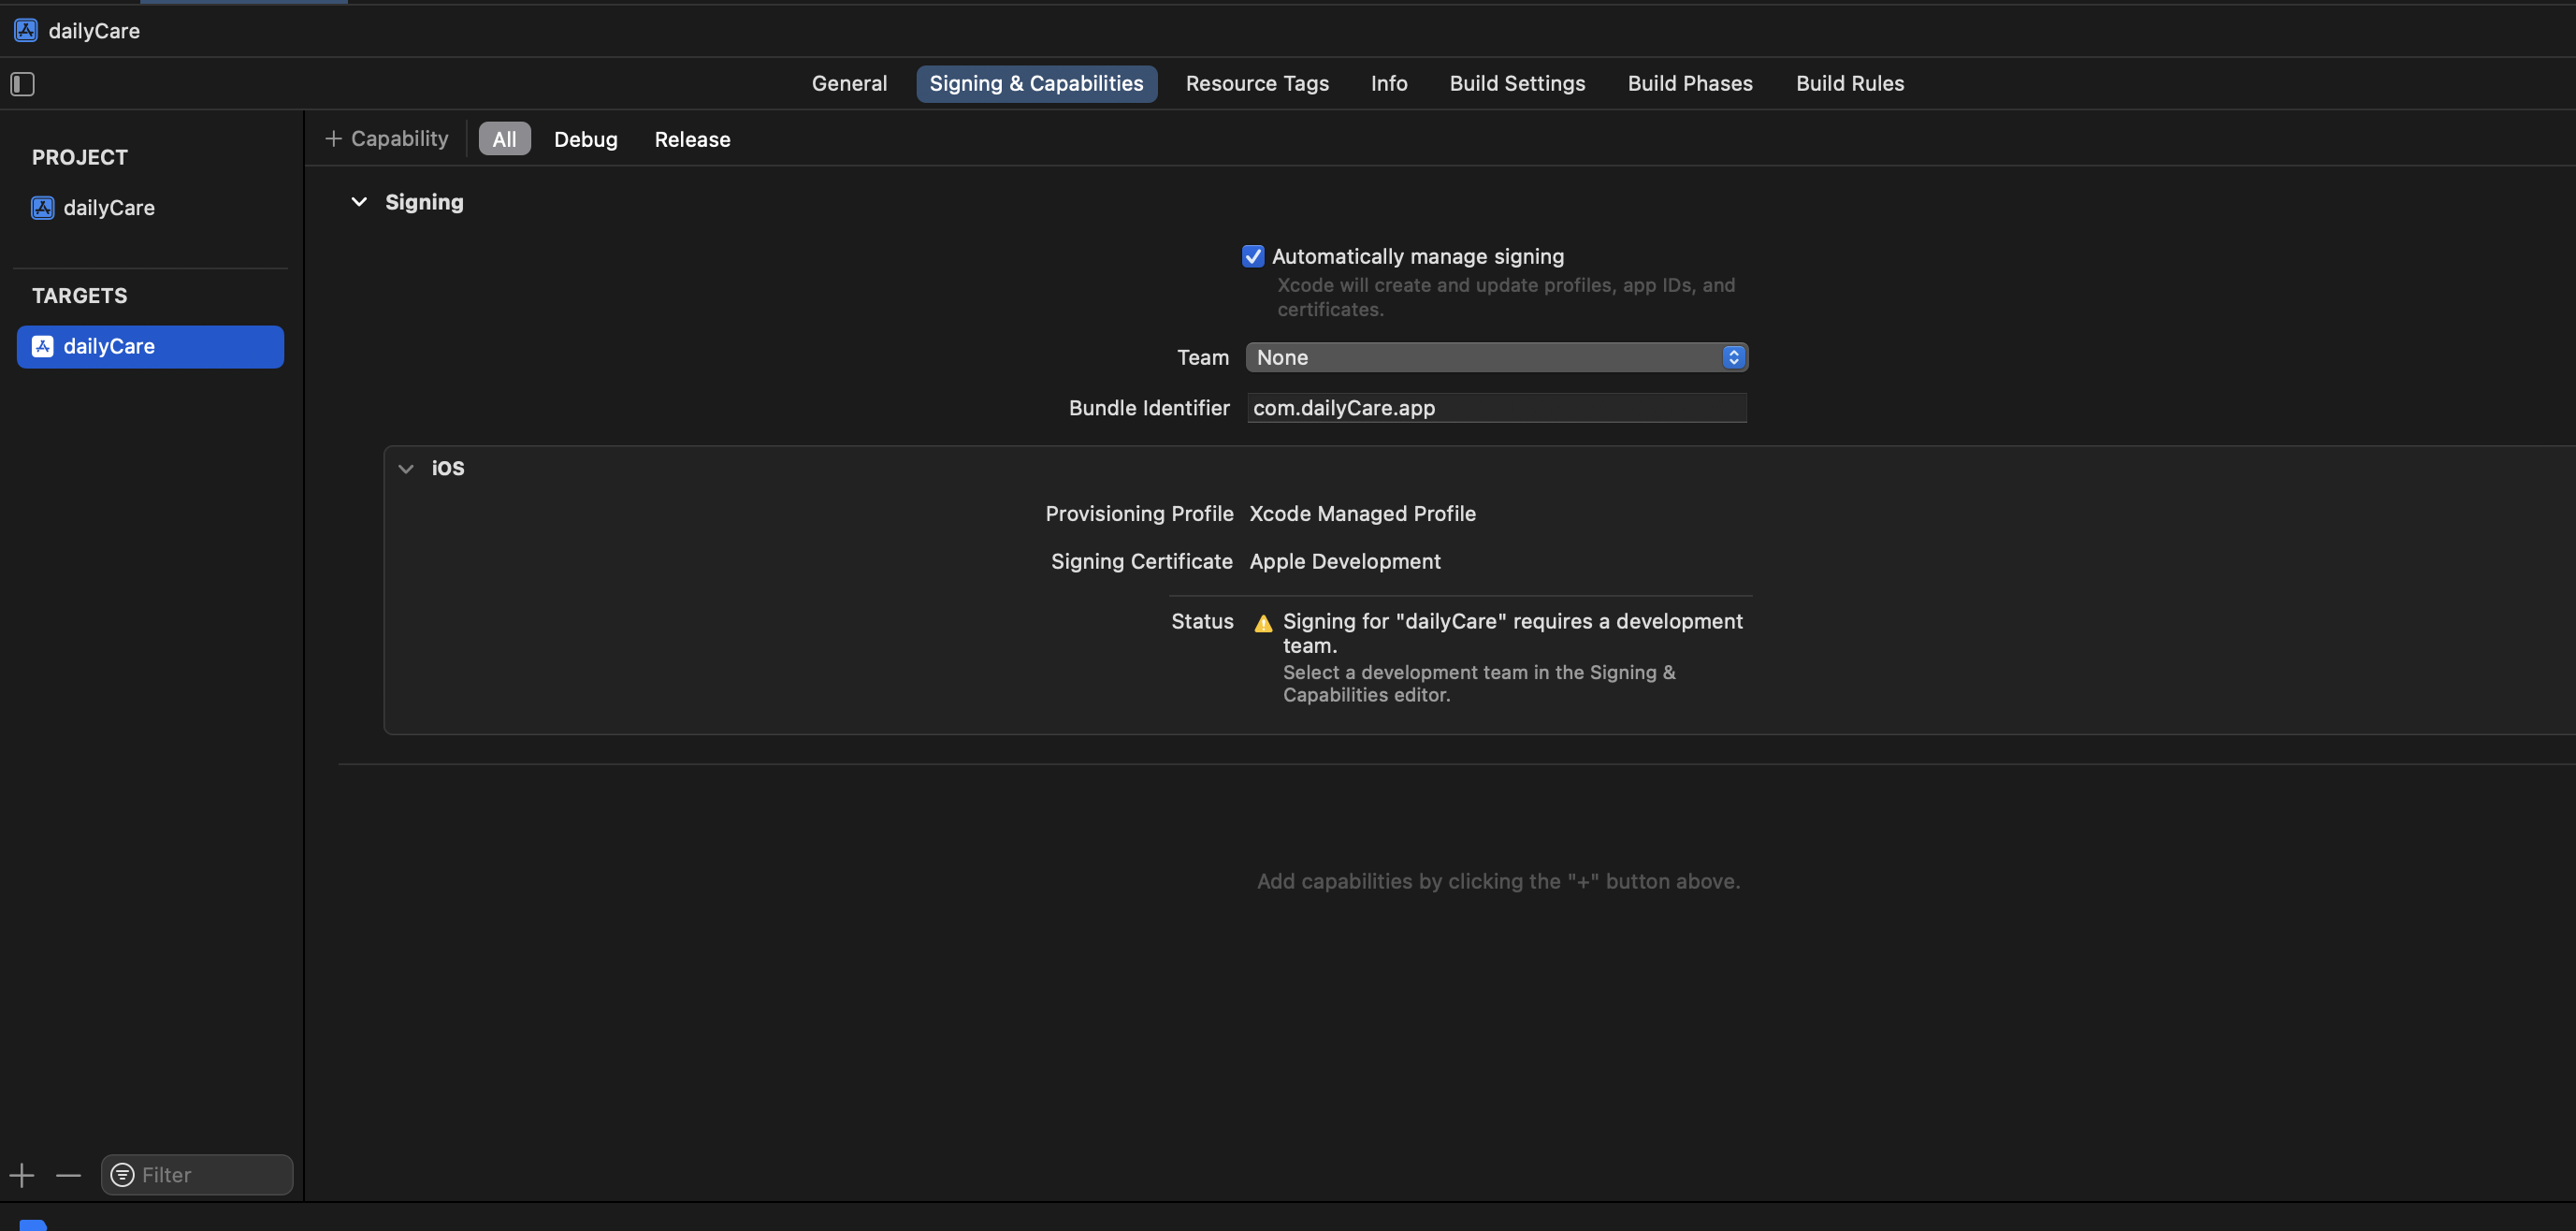 dailyCare
General
Signing & Capabilities
Resource Tags
Info
Build Settings
Build Phases
Build Rules
PROJECT
dailyCare
TARGETS
dailyCare
+ Capability
All
Debug
Release
Signing
Automatically manage signing
Xcode will create and update profiles, app IDs, and
certificates.
Team
None
Bundle Identifier
com.dailyCare.app
iOS
Provisioning Profile
Xcode Managed Profile
Signing Certificate
Apple Development
Status
Signing for "dailyCare" requires a development
team.
Select a development team in the Signing &
Capabilities editor.
Add capabilities by clicking the "+" button above.
Filter